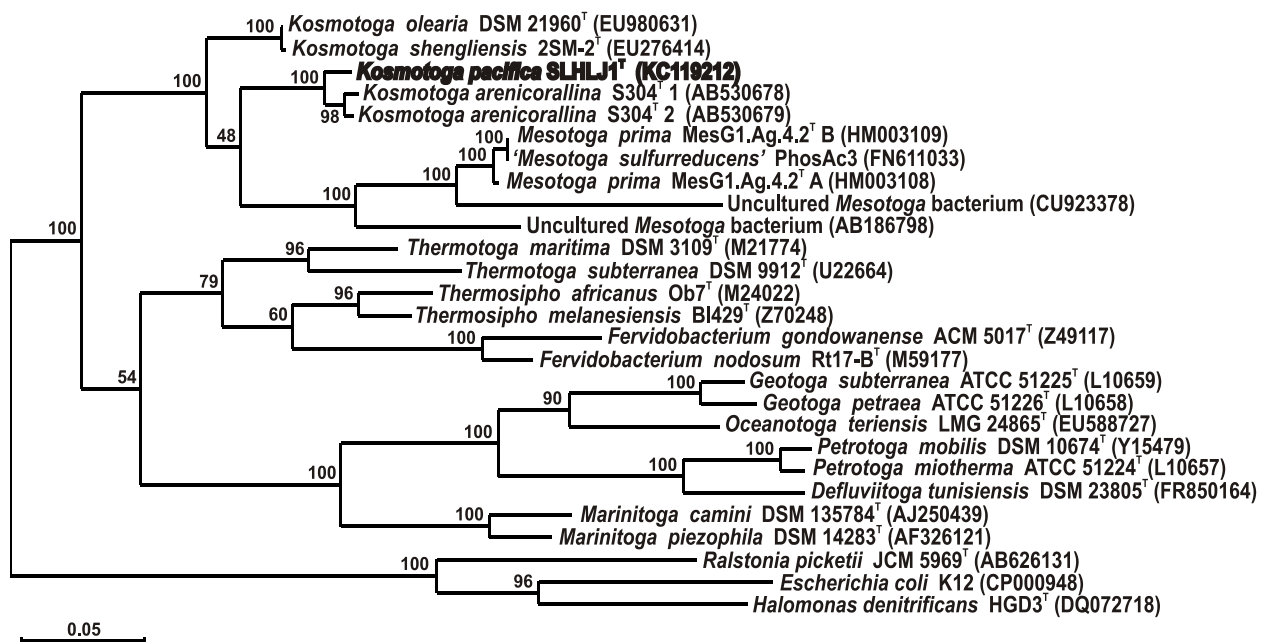 100 Kosmotoga olearia DSM 21960T (EU980631)
Kosmotoga shengliensis 2SM-2T (EU276414)
100 100 Kosmotoga pacifica SLHLJ1T (KC119212)
Kosmotoga arenicorallina S304T 1 (AB530678)
98 Kosmotoga arenicorallina S304T 2 (AB530679)
48 100 Mesotoga prima MesG1.Ag.4.2T B (HM003109)
100 'Mesotoga sulfurreducens' PhosAc3 (FN611033)
100 Mesotoga prima MesG1.Ag.4.2T A (HM003108)
100 Uncultured Mesotoga bacterium (CU923378)
Uncultured Mesotoga bacterium (AB186798)
100 96 Thermotoga maritima DSM 3109T (M21774)
Thermotoga subterranea DSM 9912T (U22664)
79 96 Thermosipho africanus Ob7T (M24022)
60 Thermosipho melanesiensis BI429T (Z70248)
100 Fervidobacterium gondowanense ACM 5017T (Z49117)
Fervidobacterium nodosum Rt17-BT (M59177)
54 100 Geotoga subterranea ATCC 51225T (L10659)
90 Geotoga petraea ATCC 51226T (L10658)
100 Oceanotoga teriensis LMG 24865T (EU588727)
100 Petrotoga mobilis DSM 10674T (Y15479)
100 Petrotoga miotherma ATCC 51224T (L10657)
100 Defluviitoga tunisiensis DSM 23805T (FR850164)
100 Marinitoga camini DSM 135784T (AJ250439)
Marinitoga piezophila DSM 14283T (AF326121)
100 Ralstonia picketii JCM 5969T (AB626131)
96 Escherichia coli K12 (CP000948)
Halomonas denitrificans HGD3T (DQ072718)
0.05